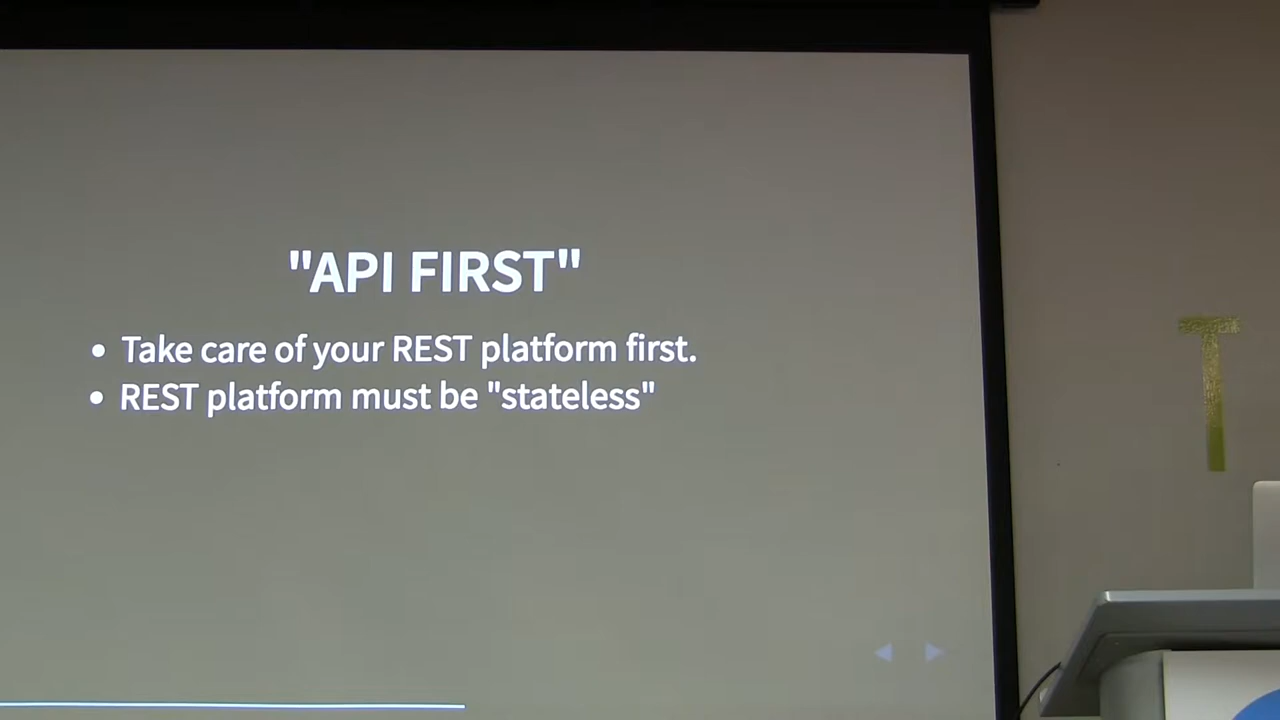 "API FIRST"
• Take care of your REST platform first.
• REST platform must be "stateless"
T